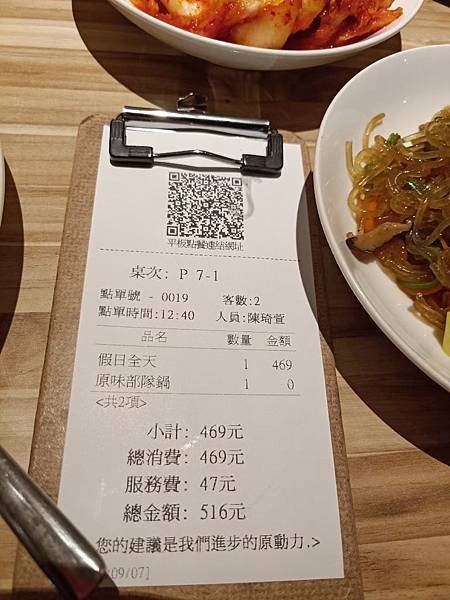 平板點餐連結網址
桌次: P 7-1
點單號 - 0019 客數:2
點單時間:12:40 人員:陳琦萱
品名 數量 金額
假日全天 1 469
原味部隊鍋 1 0
<共2項>
小計: 469元
總消費: 469元
服務費: 47元
總金額: 516元
您的建議是我們進步的原動力.>
09/07]